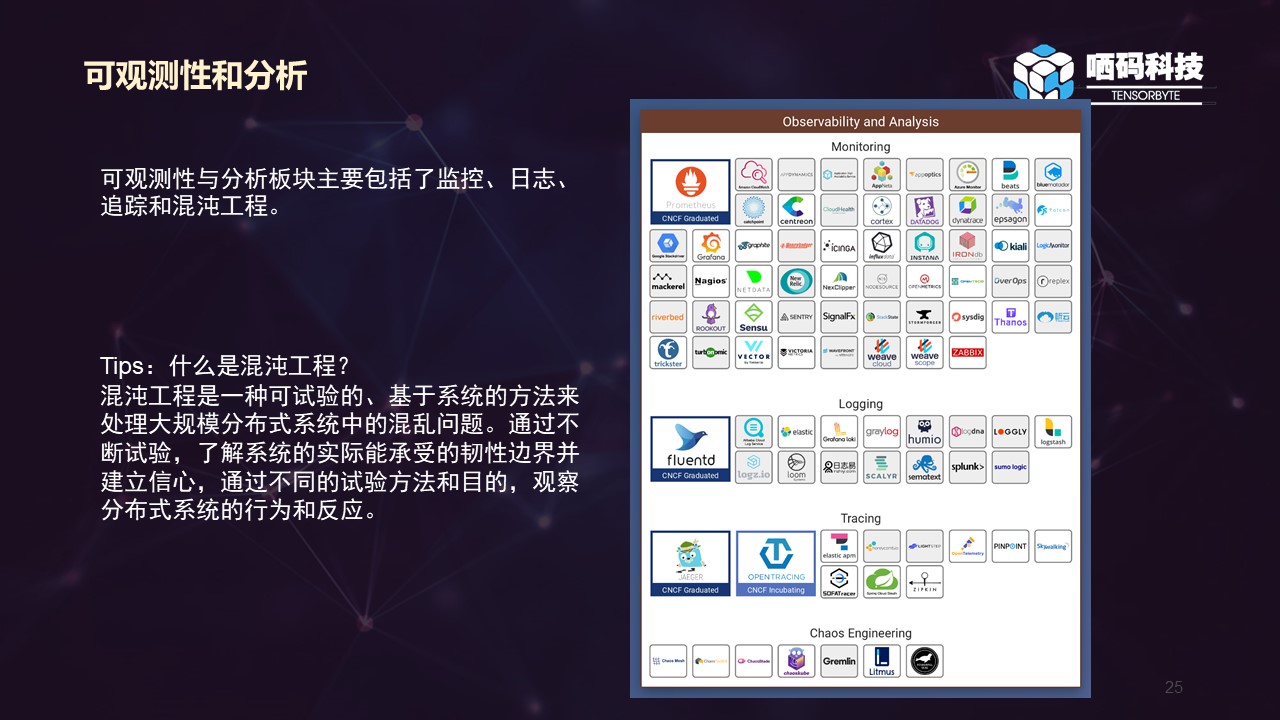 可观测性和分析
哂码科技
TENSORBYTE
可观测性与分析板块主要包括了监控、日志、
追踪和混沌工程。
Tips：什么是混沌工程？
混沌工程是一种可试验的、基于系统的方法来
处理大规模分布式系统中的混乱问题。通过不
断试验，了解系统的实际能承受的韧性边界并
建立信心，通过不同的试验方法和目的，观察
分布式系统的行为和反应。
Observability and Analysis
Monitoring
Prometheus
CNCF Graduated
Amazon CloudWatch
APPDYNAMICS
AppNeta
appoptics
Azure Monitor
beats
bluematador
catchpoint
centreon
CloudHealth
cortex
DATADOG
dynatrace
epsagon
Falcon
Google Stackdriver
Grafana
graphite
ICINGA
influxdata
INSTANA
IRONdb
kiali
LogicMonitor
mackerel
Nagios
NETDATA
New Relic
NexClipper
NODESOURCE
OPENMETRICS
OPENTSDB
OverOps
replex
riverbed
ROOKOUT
Sensu
SENTRY
SignalFx
StackState
STORMFORGER
sysdig
Thanos
trickster
turbonomic
VECTOR
VICTORIA METRICS
WAVEFRONT
weave cloud
weave scope
ZABBIX
Logging
fluentd
CNCF Graduated
Alibaba Cloud Log Service
elastic
Grafana loki
graylog
humio
logdna
LOGGLY
logstash
logz.io
loom
日志易
SCALYR
sematext
splunk>
sumo logic
Tracing
JAEGER
CNCF Graduated
OPENTRACING
CNCF Incubating
elastic apm
LIGHTSTEP
OpenTelemetry
PINPOINT
Skywalking
SOFATracer
Spring Cloud Sleuth
ZIPKIN
Chaos Engineering
Chaos Mesh
ChaosToolkit
ChaosBlade
chaoskube
Gremlin
Litmus
25